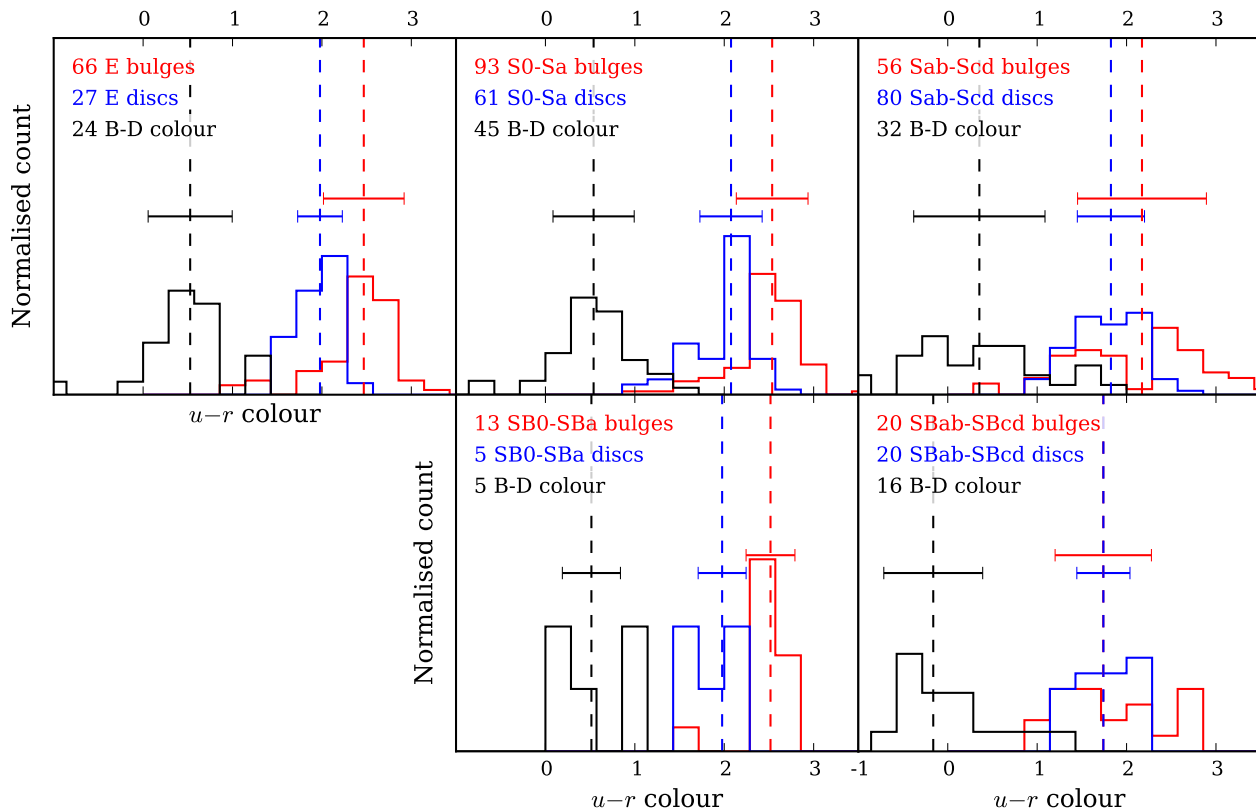 0 1 2 3 0 1 2 3 0 1 2 3
66 E bulges
27 E discs
24 B-D colour
93 S0-Sa bulges
61 S0-Sa discs
45 B-D colour
56 Sab-Scd bulges
80 Sab-Scd discs
32 B-D colour
Normalised count
u−r colour
13 SB0-SBa bulges
5 SB0-SBa discs
5 B-D colour
20 SBab-SBcd bulges
20 SBab-SBcd discs
16 B-D colour
Normalised count
0 1 2 3 -1 0 1 2 3
u−r colour
u−r colour